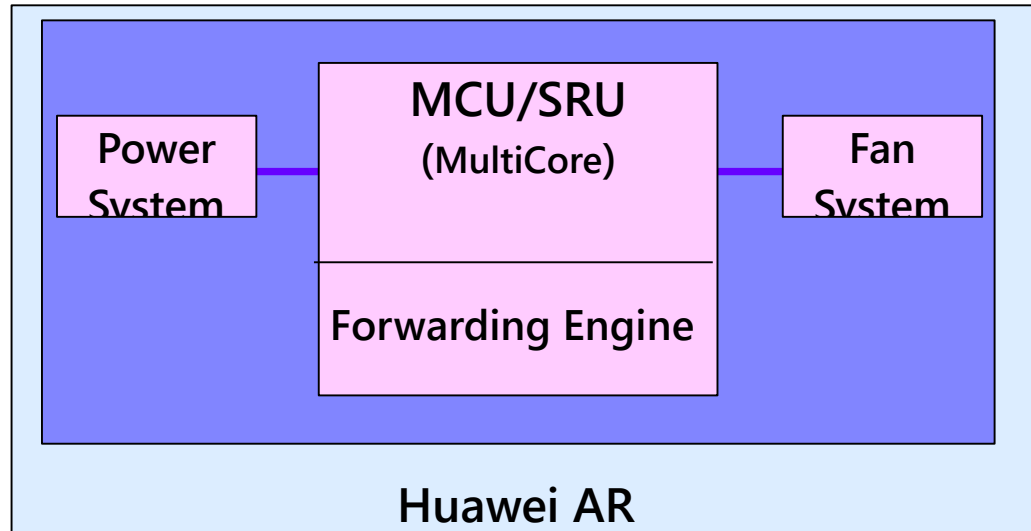 MCU/SRU
(MultiCore)
Power
System
Fan
System
Forwarding Engine
Huawei AR